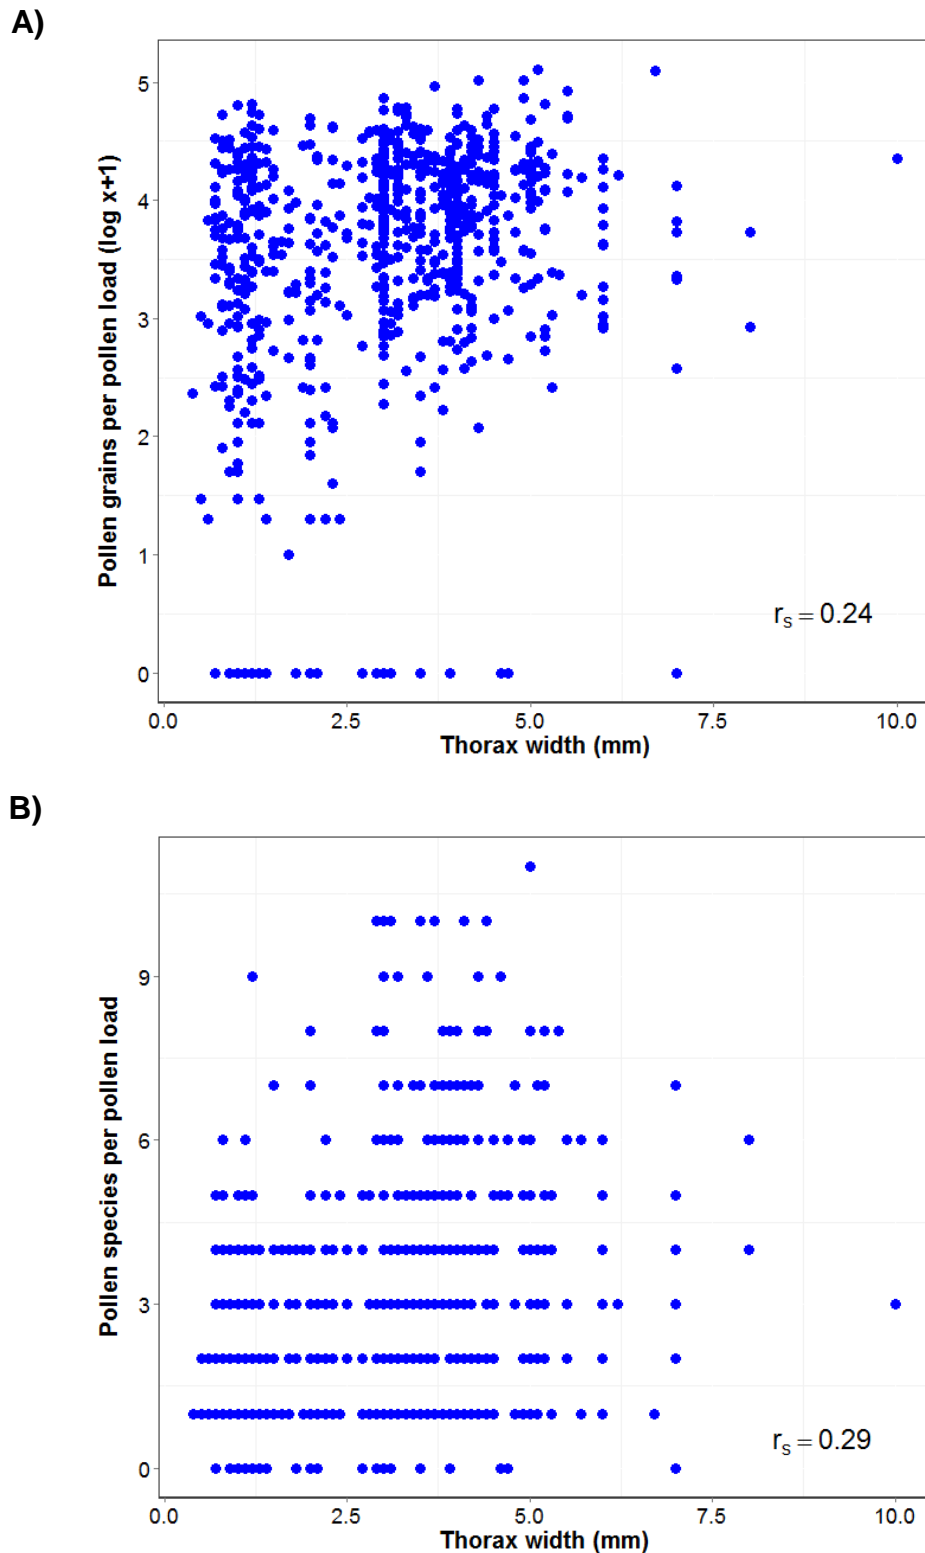 A)
Pollen grains per pollen load (log x+1)
5
4
3
2
1
0
r_s = 0.24
0.0 2.5 5.0 7.5 10.0
Thorax width (mm)
B)
Pollen species per pollen load
9
6
3
0
r_s = 0.29
0.0 2.5 5.0 7.5 10.0
Thorax width (mm)